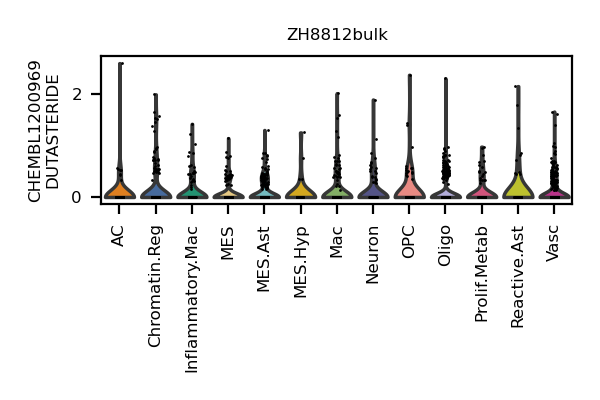 ZH8812bulk
CHEMBL1200969
DUTASTERIDE
2
0
AC
Chromatin.Reg
Inflammatory.Mac
MES
MES.Ast
MES.Hyp
Mac
Neuron
OPC
Oligo
Prolif.Metab
Reactive.Ast
Vasc